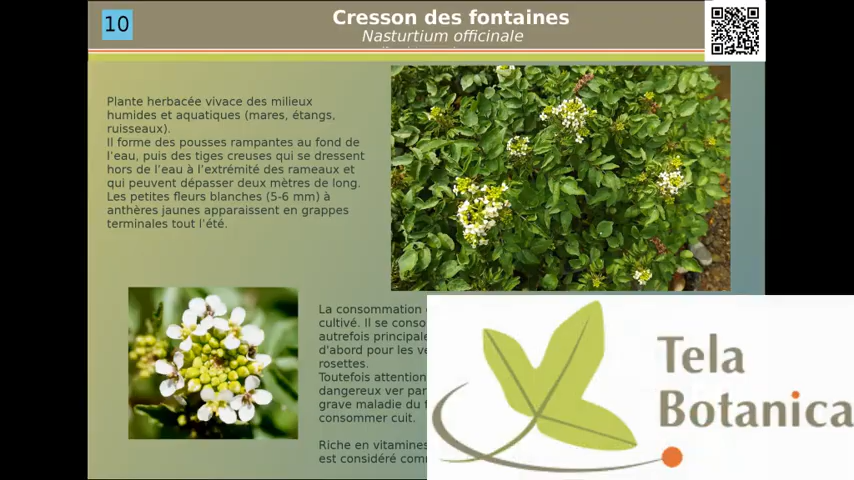 10
Cresson des fontaines
Nasturtium officinale
Plante herbacée vivace des milieux
humides et aquatiques (mares, étangs,
ruisseaux).
Il forme des pousses rampantes au fond de
l'eau, puis des tiges creuses qui se dressent
hors de l'eau à l'extrémité des rameaux et
qui peuvent dépasser deux mètres de long.
Les petites fleurs blanches (5-6 mm) à
anthères jaunes apparaissent en grappes
terminales tout l'été.
La consommation
cultivé. Il se conso
autrefois principale
d'abord pour les ve
rosettes.
Toutefois attention
dangereux ver par
grave maladie du
consommer cuit.
Riche en vitamines
est considéré com
Tela
Botanica